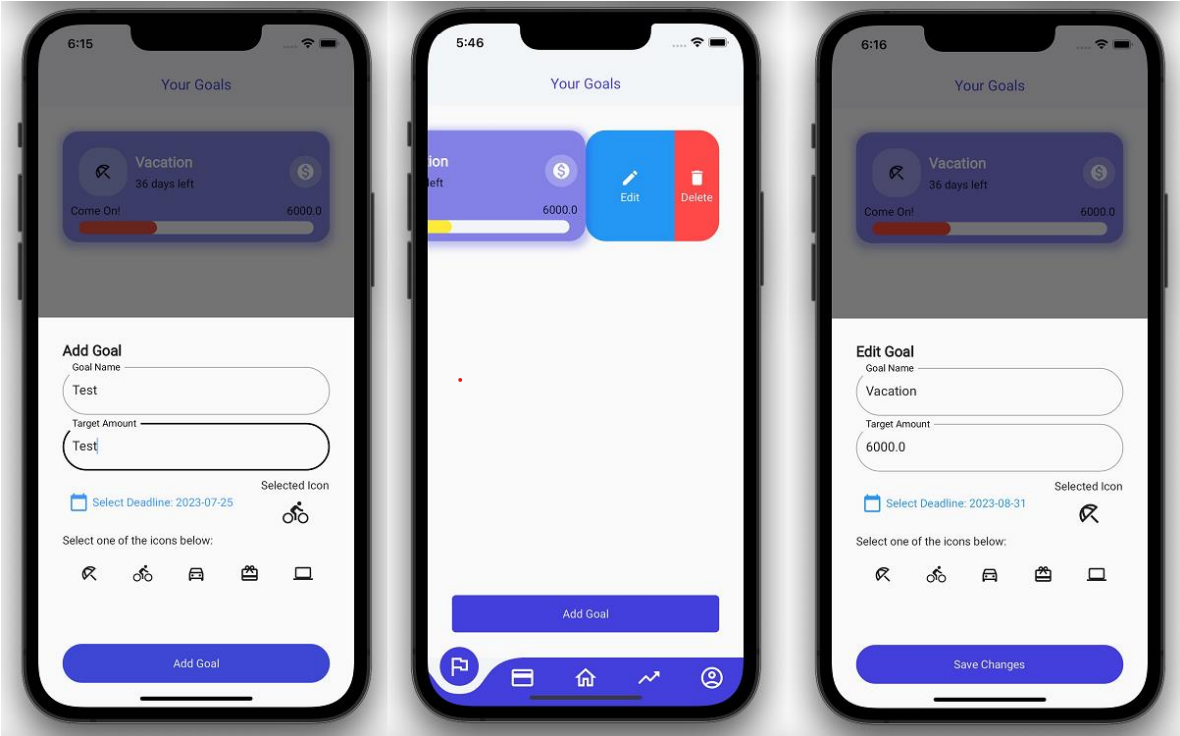 6:15
Your Goals
Vacation
36 days left
Come On!
6000.0
Add Goal
Goal Name
Test
Target Amount
Test
Select Deadline: 2023-07-25
Selected Icon
Select one of the icons below:
Add Goal
5:46
Your Goals
ion
left
6000.0
Edit
Delete
Add Goal
6:16
Your Goals
Vacation
36 days left
Come On!
6000.0
Edit Goal
Goal Name
Vacation
Target Amount
6000.0
Select Deadline: 2023-08-31
Selected Icon
Select one of the icons below:
Save Changes